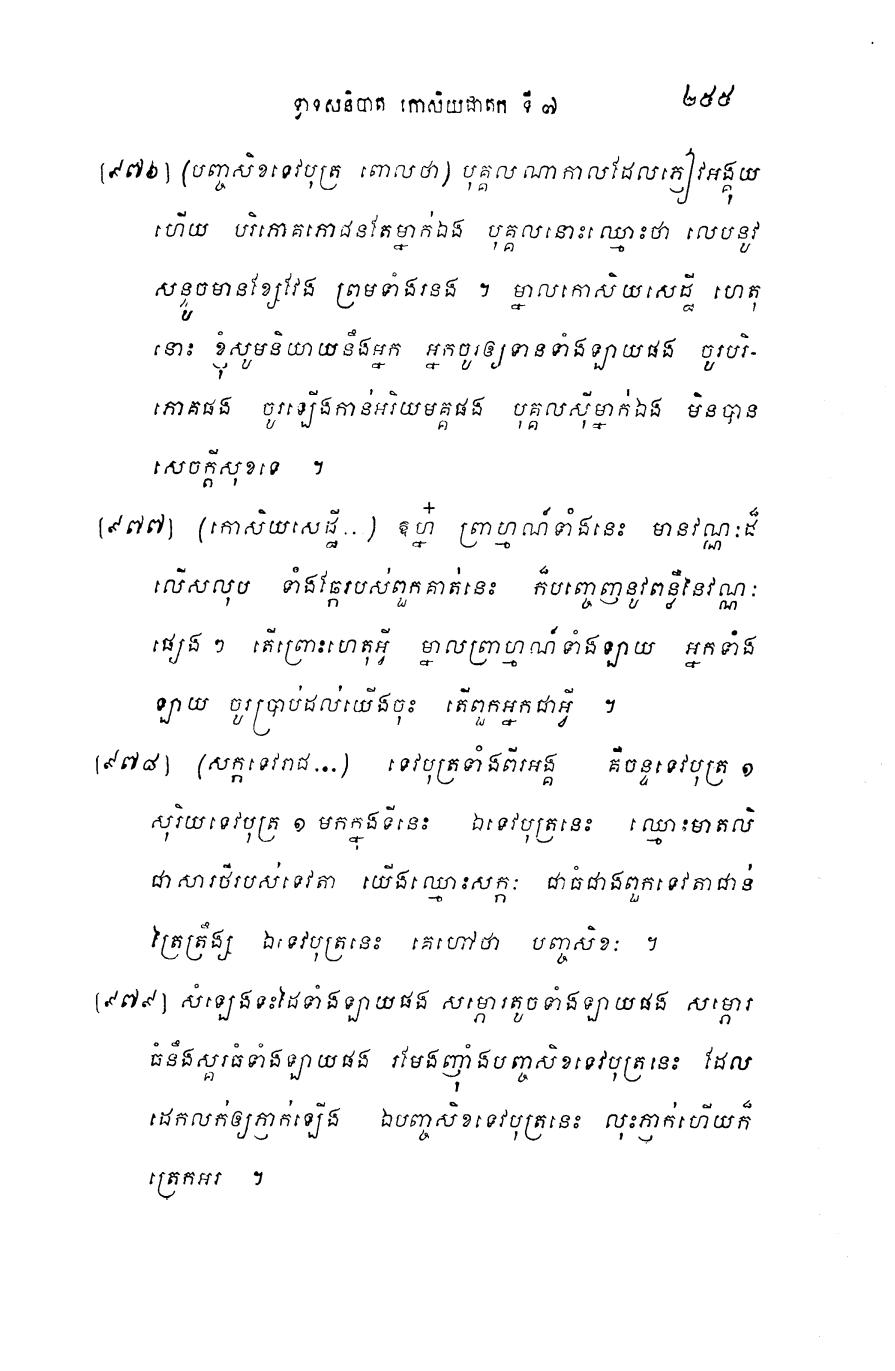 ទ្វាទសនិបាត កោសិយជាតក ទី ៧ ២៥៥
[៩៧៦] (បញ្ចសិខទេវបុត្រ ពោលថា) បុគ្គលណាកាលដែលភ្ញៀវអង្គុយ
ហើយ បរិភោគភោជនតែម្នាក់ឯង បុគ្គលនោះឈ្មោះថា លេបនូវ
សន្ទូចមានខ្សែវែង ព្រមទាំងរនង ។ ម្នាលកោសិយសេដ្ឋី ហេតុ
នោះ ខ្ញុំសូមនិយាយនឹងអ្នក អ្នកចូរឲ្យទានទាំងឡាយផង ចូរបរិ-
ភោគផង ចូរឡើងកាន់អរិយមគ្គផង បុគ្គលស៊ីម្នាក់ឯង មិនបាន
សេចក្តីសុខទេ ។
[៩៧៧] (កោសិយសេដ្ឋី..) ឱហ្ន៎ ព្រាហ្មណ៍ទាំងនេះ មានវណ្ណៈដ៏
លើសលុប ទាំងឆ្កែរបស់ពួកគាត់នេះ ក៏បញ្ចេញនូវពន្លឺនៃវណ្ណៈ
ផ្សេង ៗ តើព្រោះហេតុអ្វី ម្នាលព្រាហ្មណ៍ទាំងឡាយ អ្នកទាំង
ឡាយ ចូរប្រាប់ដល់យើងចុះ តើពួកអ្នកជាអ្វី ។
[៩៧៨] (សក្កទេវរាជ...) ទេវបុត្រទាំងពីរអង្គ គឺចន្ទទេវបុត្រ ១
សុរិយទេវបុត្រ ១ មកក្នុងទីនេះ ឯទេវបុត្រនេះ ឈ្មោះមាតលិ
ជាសារថីរបស់ទេវតា យើងឈ្មោះសក្កៈ ជាធំជាងពួកទេវតាជាន់
ត្រៃត្រឹង្ស ឯទេវបុត្រនេះ គេហៅថា បញ្ចសិខៈ ។
[៩៧៩] សំឡេងទះដៃទាំងឡាយផង សម្ភោរតូចទាំងឡាយផង សម្ភោរ
ធំនឹងស្គរធំទាំងឡាយផង រមែងញ៉ាំងបញ្ចសិខទេវបុត្រនេះ ដែល
ដេកលក់ឲ្យភ្ញាក់ឡើង ឯបញ្ចសិខទេវបុត្រនេះ លុះភ្ញាក់ហើយក៏
ត្រេកអរ ។